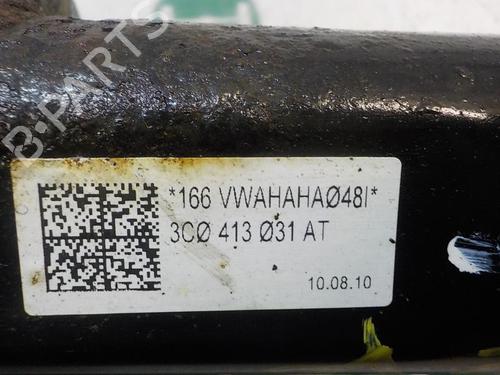 B-PARTS
*166 VWAHAHAØ48I*
3CØ 413 Ø31 AT
10.08.10